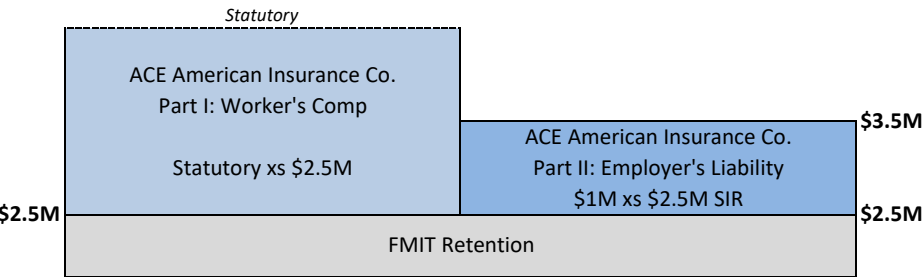 Statutory
ACE American Insurance Co.
Part I: Worker's Comp
Statutory xs $2.5M
$3.5M
ACE American Insurance Co.
Part II: Employer's Liability
$1M xs $2.5M SIR
$2.5M
$2.5M
FMIT Retention